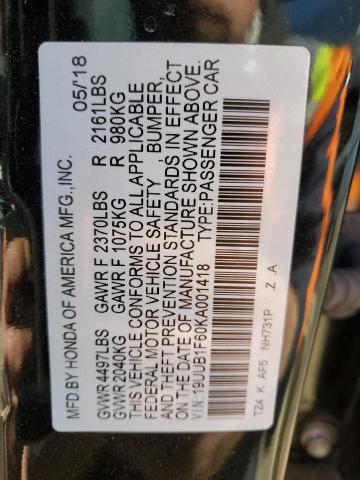 MFD.BY HONDA OF AMERICA MFG.,INC. 05/18
GVWR 4497LBS GAWR F 2370LBS R 2161LBS
GVWR 2040KG GAWR F 1075KG R 980KG
THIS VEHICLE CONFORMS TO ALL APPLICABLE
FEDERAL MOTOR VEHICLE SAFETY, BUMPER,
AND THEFT PREVENTION STANDARDS IN EFFECT
ON THE DATE OF MANUFACTURE SHOWN ABOVE.
V.I.N: 19UUB1F60KA001418 TYPE:PASSENGER CAR
TZ4 K AF5 NH731P Z A